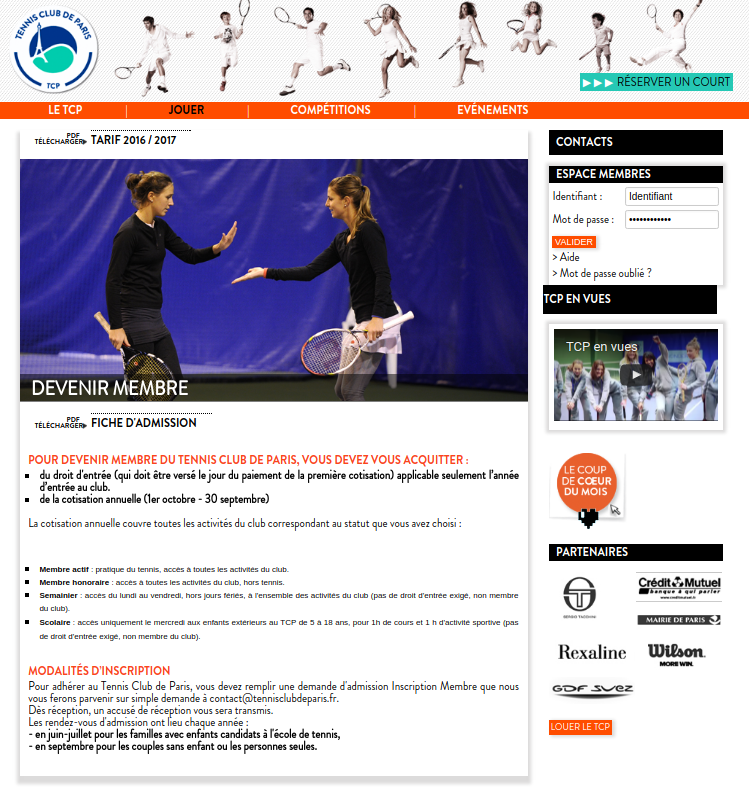 TENNIS CLUB DE PARIS
TCP
▶▶▶ RÉSERVER UN COURT
LE TCP | JOUER | COMPÉTITIONS | EVÉNEMENTS
PDF
TÉLÉCHARGER
TARIF 2016 / 2017
DEVENIR MEMBRE
PDF
TÉLÉCHARGER
FICHE D'ADMISSION
POUR DEVENIR MEMBRE DU TENNIS CLUB DE PARIS, VOUS DEVEZ VOUS ACQUITTER :
du droit d'entrée (qui doit être versé le jour du paiement de la première cotisation) applicable seulement l'année
d'entrée au club.
de la cotisation annuelle (1er octobre - 30 septembre)
La cotisation annuelle couvre toutes les activités du club correspondant au statut que vous avez choisi :
Membre actif : pratique du tennis, accès à toutes les activités du club.
Membre honoraire : accès à toutes les activités du club, hors tennis.
Semainier : accès du lundi au vendredi, hors jours fériés, à l'ensemble des activités du club (pas de droit d'entrée exigé, non membre
du club).
Scolaire : accès uniquement le mercredi aux enfants extérieurs au TCP de 5 à 18 ans, pour 1h de cours et 1 h d'activité sportive (pas
de droit d'entrée exigé, non membre du club).
MODALITÉS D'INSCRIPTION
Pour adhérer au Tennis Club de Paris, vous devez remplir une demande d'admission Inscription Membre que nous
vous ferons parvenir sur simple demande à contact@tennisclubdeparis.fr.
Dès réception, un accusé de réception vous sera transmis.
Les rendez-vous d'admission ont lieu chaque année :
- en juin-juillet pour les familles avec enfants candidats à l'école de tennis,
- en septembre pour les couples sans enfant ou les personnes seules.
CONTACTS
ESPACE MEMBRES
Identifiant : Identifiant
Mot de passe : ••••••••••••
VALIDER
> Aide
> Mot de passe oublié ?
TCP EN VUES
TCP en vues
LE COUP
DE CŒUR
DU MOIS
PARTENAIRES
SERGIO TACCHINI
Crédit Mutuel
banque à qui parler
www.creditmutuel.fr
MAIRIE DE PARIS
Rexaline
Wilson.
MORE WIN.
GDF SUEZ
LOUER LE TCP